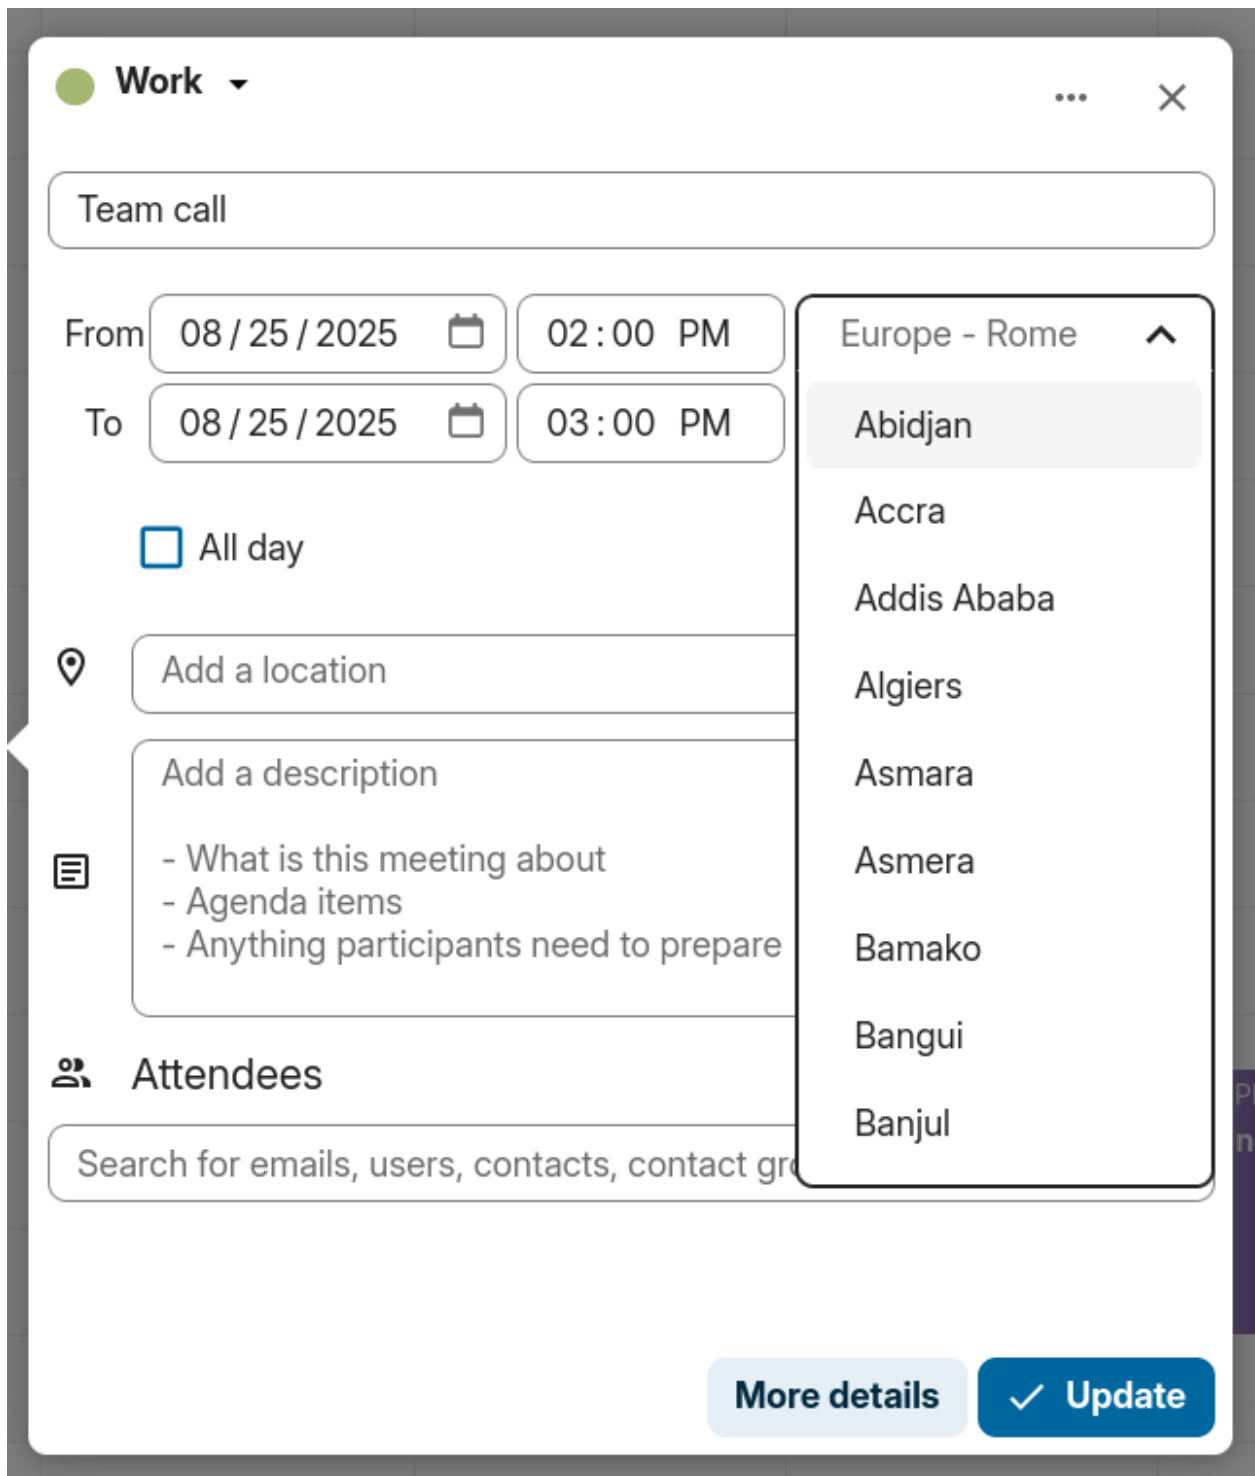 Work
Team call
From 08/25/2025 02:00 PM Europe - Rome
To 08/25/2025 03:00 PM
Abidjan
Accra
All day
Addis Ababa
Add a location
Algiers
Add a description
Asmara
- What is this meeting about
Asmera
- Agenda items
- Anything participants need to prepare
Bamako
Bangui
Attendees
Banjul
Search for emails, users, contacts, contact
More details
Update